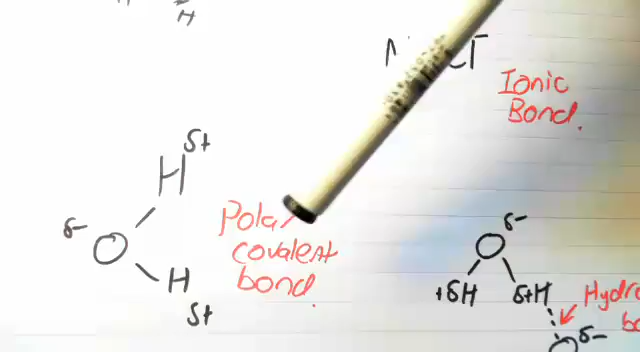 H
Ionic
Bond.
δ+
H
δ-
O
Polar
covalent
bond.
H
δ+
δ-
O
+δH δ+H
O δ-